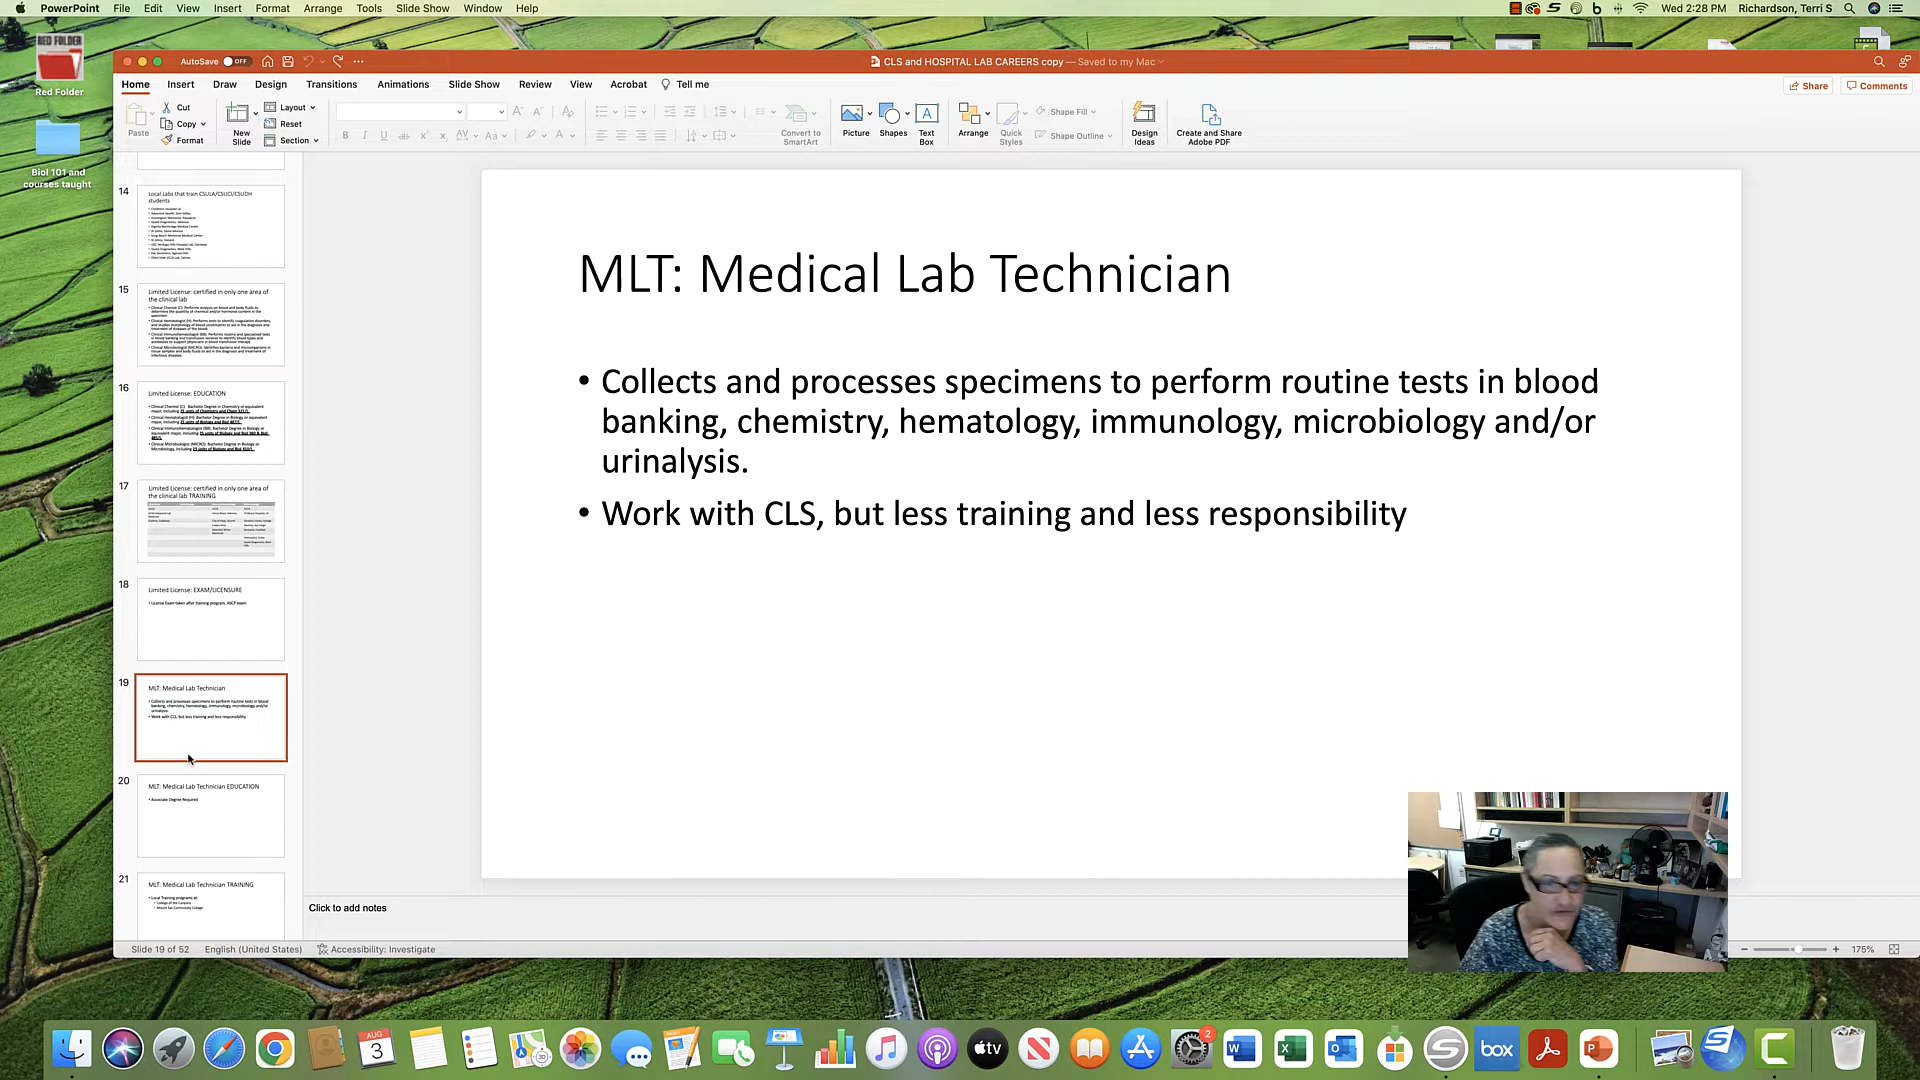 PowerPoint File Edit View Insert Format Arrange Tools Slide Show Window Help
Wed 2:28 PM Richardson, Terri S
RED FOLDER
Red Folder
Biol 101 and
courses taught
AutoSave OFF
CLS and HOSPITAL LAB CAREERS copy — Saved to my Mac
Home Insert Draw Design Transitions Animations Slide Show Review View Acrobat Tell me
Share Comments
Paste
Cut
Copy
Format
New
Slide
Layout
Reset
Section
Convert to
SmartArt
Picture
Shapes
Text
Box
Arrange
Quick
Styles
Shape Fill
Shape Outline
Design
Ideas
Create and Share
Adobe PDF
14
Local Labs that train CSULA/CSUCI/CSUDH
students
15
Limited License: certified in only one area of
the clinical lab
16
Limited License: EDUCATION
17
Limited License: certified in only one area of
the clinical lab TRAINING
18
Limited License: EXAM/LICENSURE
• License Exam taken after training program, ASCP exam
19
MLT: Medical Lab Technician
• Collects and processes specimens to perform routine tests in blood
banking, chemistry, hematology, immunology, microbiology and/or
urinalysis.
• Work with CLS, but less training and less responsibility
20
MLT: Medical Lab Technician EDUCATION
• Associate Degree Required
21
MLT: Medical Lab Technician TRAINING
• Local Training programs at:
• College of the Canyons
• Mount Sac Community College
MLT: Medical Lab Technician
• Collects and processes specimens to perform routine tests in blood
banking, chemistry, hematology, immunology, microbiology and/or
urinalysis.
• Work with CLS, but less training and less responsibility
Click to add notes
Slide 19 of 52 English (United States) Accessibility: Investigate
175%
AUG
3
tv
2
box